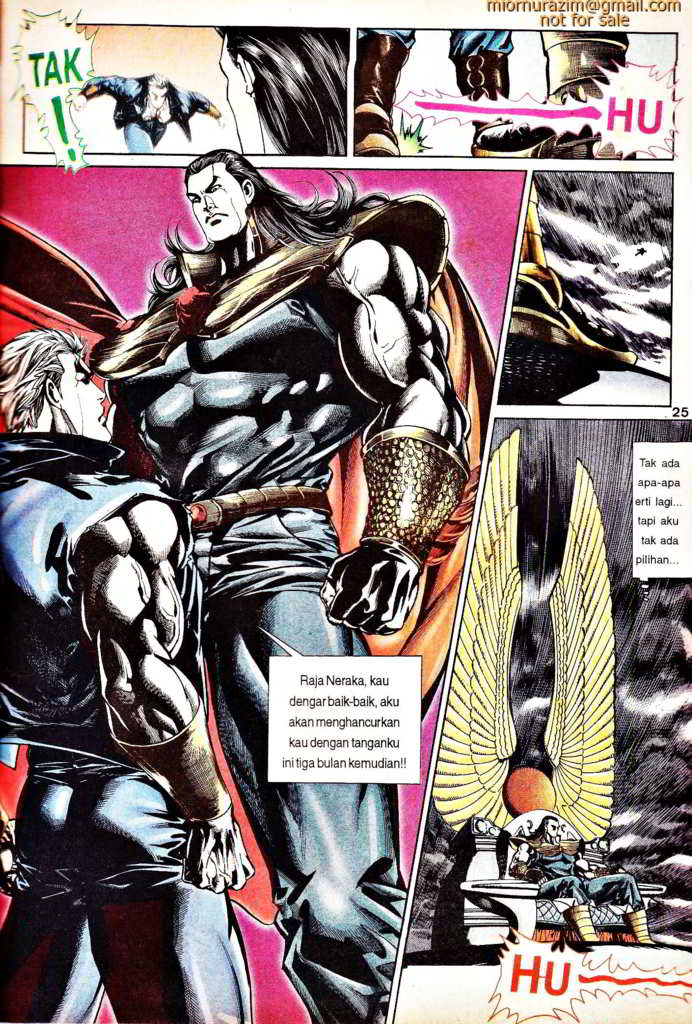 miornurazim@gmail.com
not for sale
TAK
!
HU
25
Tak ada
apa-apa
erti lagi...
tapi aku
tak ada
pilihan...
Raja Neraka, kau
dengar baik-baik, aku
akan menghancurkan
kau dengan tanganku
ini tiga bulan kemudian!!
HU